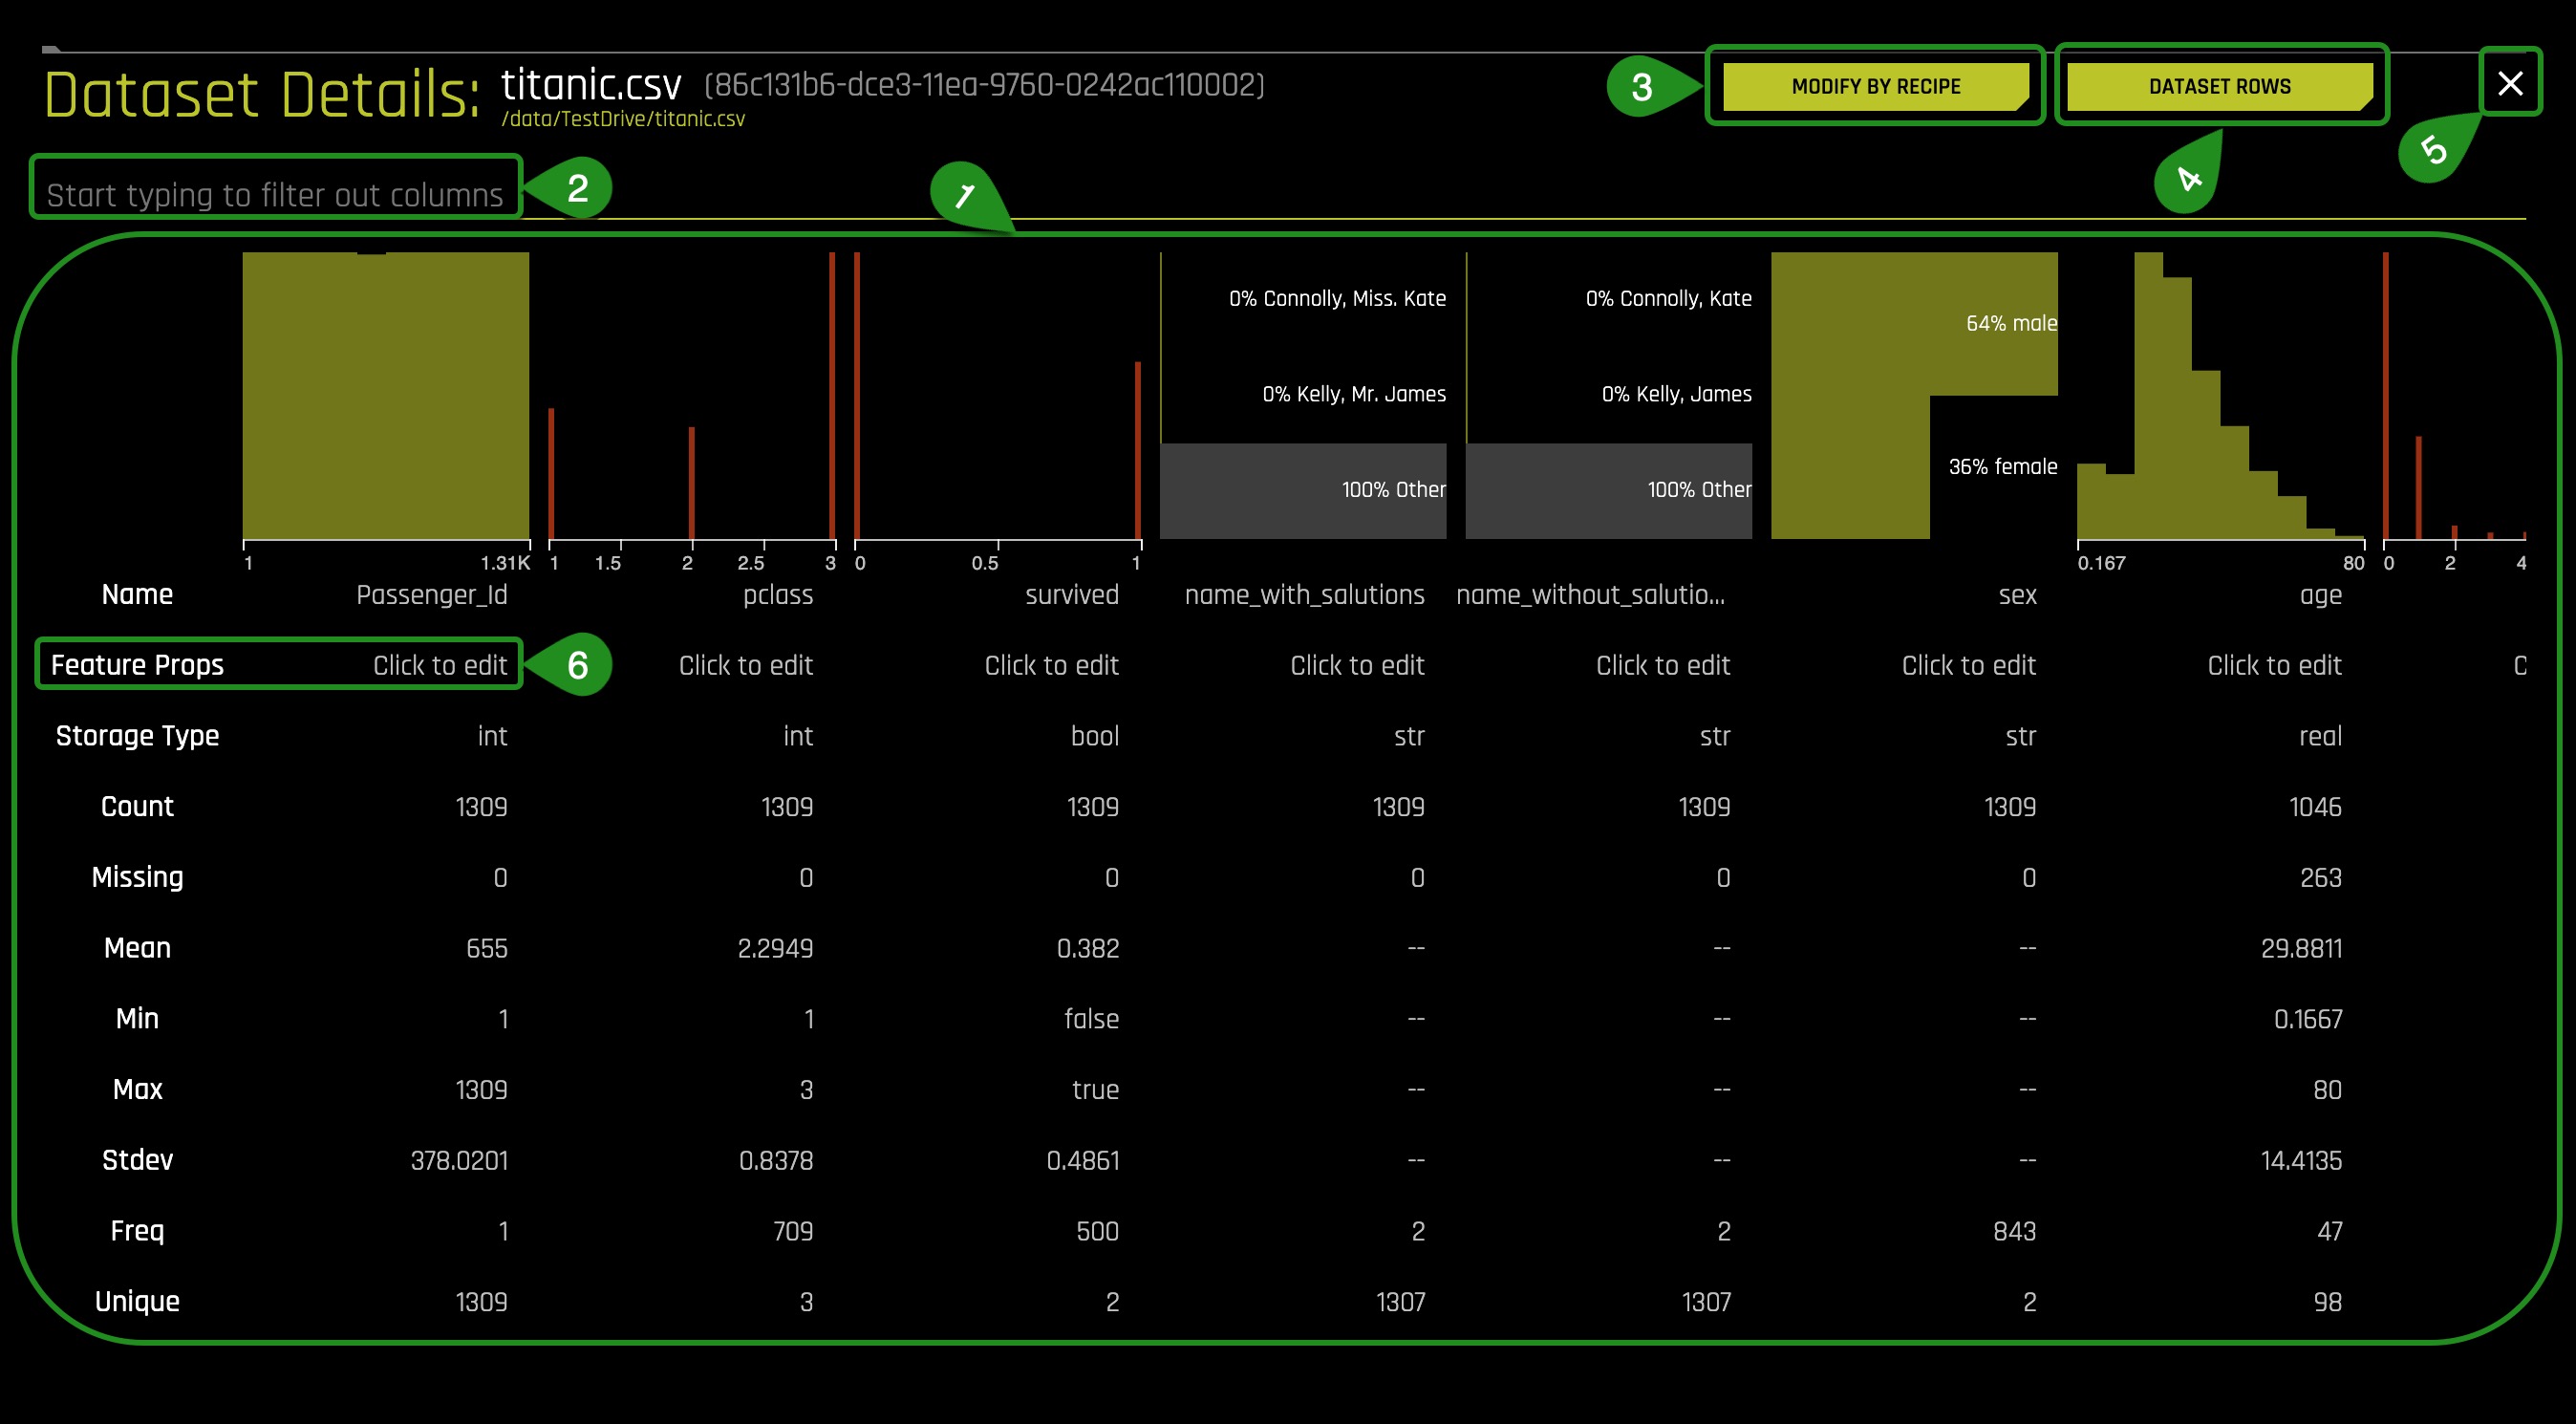 Dataset Details: titanic.csv (86c131b6-dce3-11ea-9760-0242ac110002)
/data/TestDrive/titanic.csv
3
MODIFY BY RECIPE
DATASET ROWS
5
4
Start typing to filter out columns
2
1
0% Connolly, Miss. Kate
0% Kelly, Mr. James
100% Other
0% Connolly, Kate
0% Kelly, James
100% Other
64% male
36% female
1 1.31K 1 1.5 2 2.5 3 0 0.5 1 0.167 80 0 2 4
Name Passenger_Id pclass survived name_with_salutions name_without_salutio... sex age
Feature Props Click to edit 6 Click to edit Click to edit Click to edit Click to edit Click to edit Click to edit C
Storage Type int int bool str str str real
Count 1309 1309 1309 1309 1309 1309 1046
Missing 0 0 0 0 0 0 263
Mean 655 2.2949 0.382 -- -- -- 29.8811
Min 1 1 false -- -- -- 0.1667
Max 1309 3 true -- -- -- 80
Stdev 378.0201 0.8378 0.4861 -- -- -- 14.4135
Freq 1 709 500 2 2 843 47
Unique 1309 3 2 1307 1307 2 98